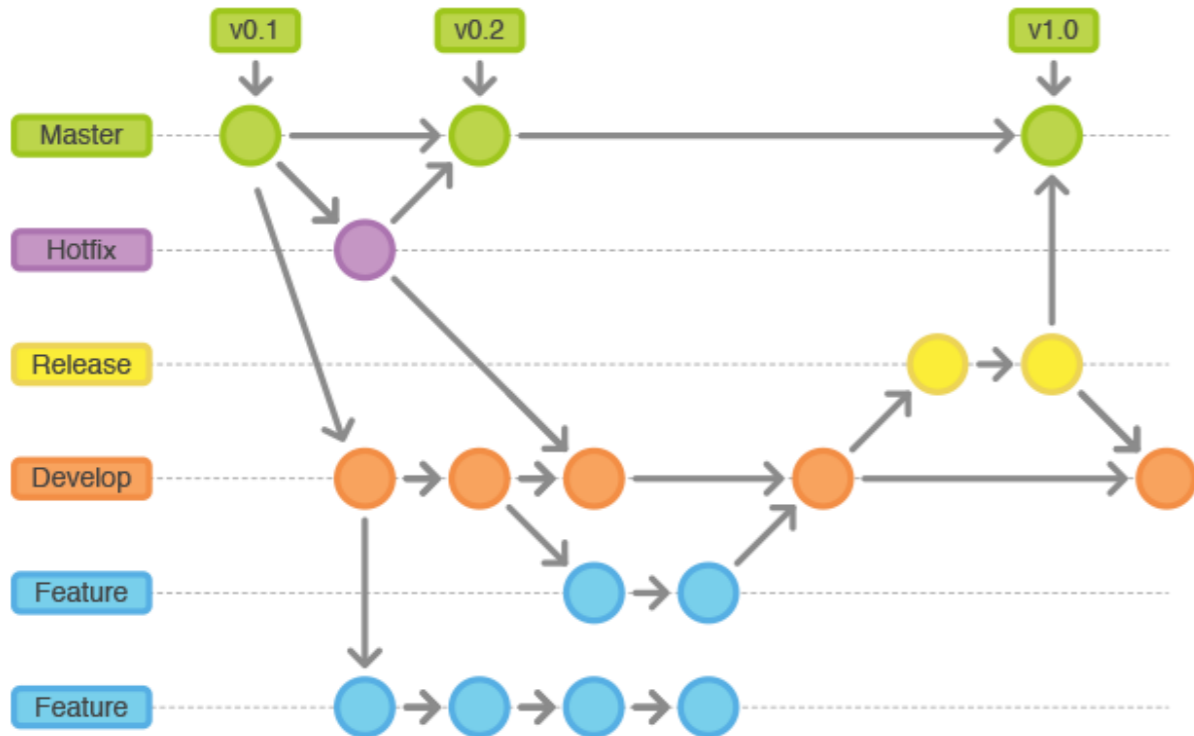 v0.1
v0.2
v1.0
Master
Hotfix
Release
Develop
Feature
Feature